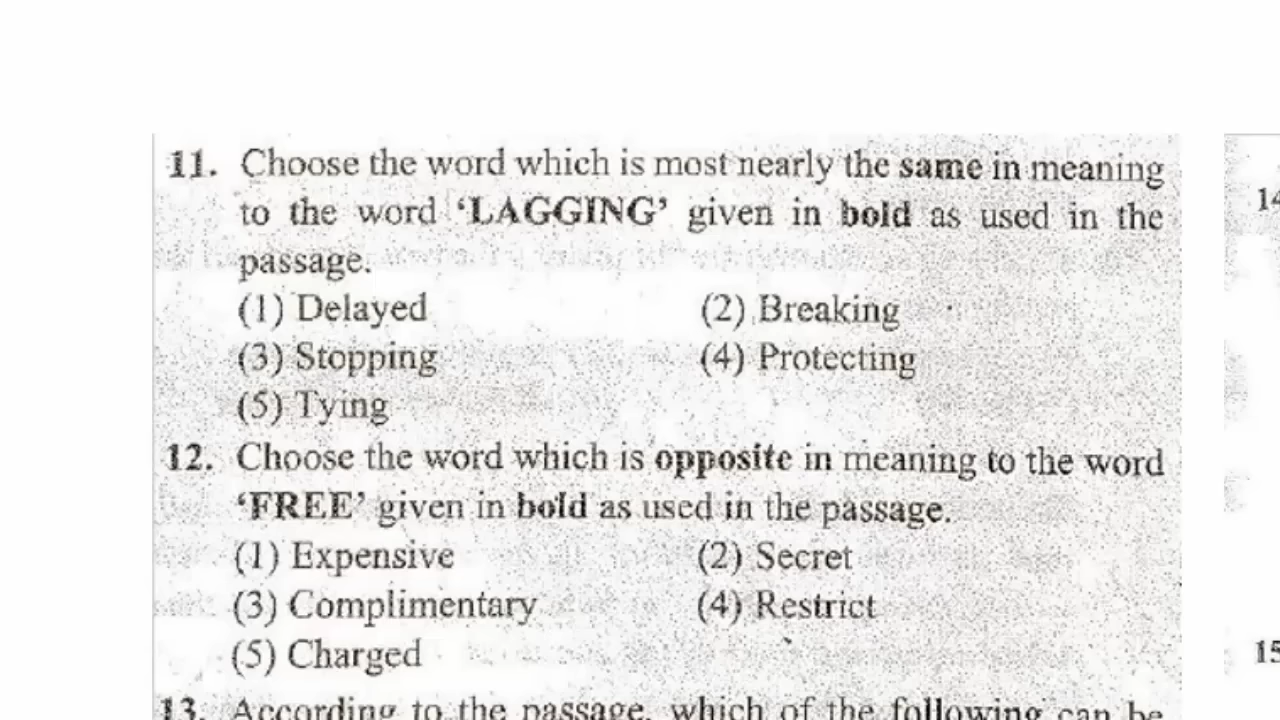 11. Choose the word which is most nearly the same in meaning
to the word 'LAGGING' given in bold as used in the
passage.
(1) Delayed (2) Breaking
(3) Stopping (4) Protecting
(5) Tying
12. Choose the word which is opposite in meaning to the word
'FREE' given in bold as used in the passage.
(1) Expensive (2) Secret
(3) Complimentary (4) Restrict
(5) Charged
13. According to the passage, which of the following can be
14
15